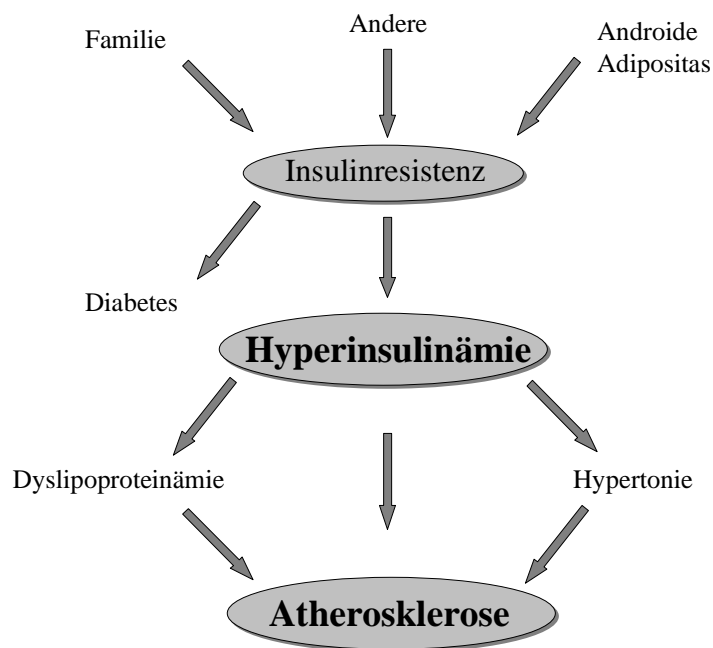 Familie
Andere
Androide
Adipositas
Insulinresistenz
Diabetes
Hyperinsulinämie
Dyslipoproteinämie
Hypertonie
Atherosklerose